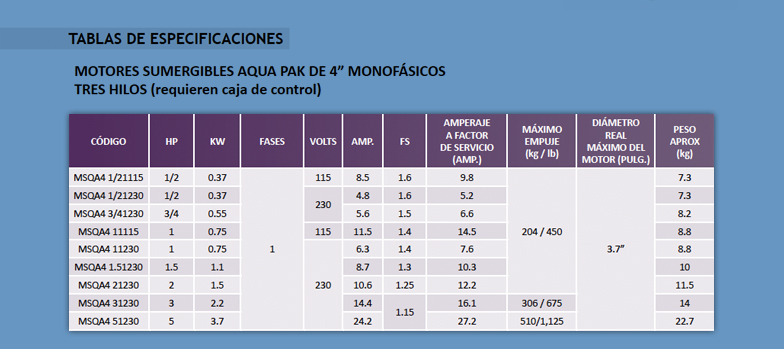 TABLAS DE ESPECIFICACIONES
MOTORES SUMERGIBLES AQUA PAK DE 4” MONOFÁSICOS
TRES HILOS (requieren caja de control)
CÓDIGO HP KW FASES VOLTS AMP. FS AMPERAJE A FACTOR DE SERVICIO (AMP.) MÁXIMO EMPUJE (kg / lb) DIÁMETRO REAL MÁXIMO DEL MOTOR (PULG.) PESO APROX (kg)
MSQA4 1/21115 1/2 0.37 115 8.5 1.6 9.8 7.3
MSQA4 1/21230 1/2 0.37 4.8 1.6 5.2 7.3
230
MSQA4 3/41230 3/4 0.55 5.6 1.5 6.6 8.2
MSQA4 11115 1 0.75 115 11.5 1.4 14.5 204 / 450 8.8
MSQA4 11230 1 0.75 1 6.3 1.4 7.6 3.7” 8.8
MSQA4 1.51230 1.5 1.1 8.7 1.3 10.3 10
MSQA4 21230 2 1.5 230 10.6 1.25 12.2 11.5
MSQA4 31230 3 2.2 14.4 16.1 306 / 675 14
1.15
MSQA4 51230 5 3.7 24.2 27.2 510/1,125 22.7